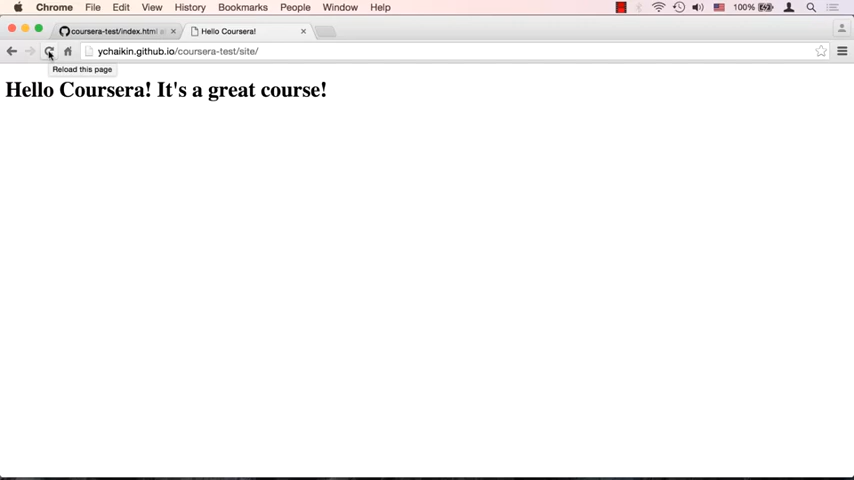 Chrome File Edit View History Bookmarks People Window Help 100%
coursera-test/index.html a Hello Coursera!
ychaikin.github.io/coursera-test/site/
Reload this page
Hello Coursera! It's a great course!